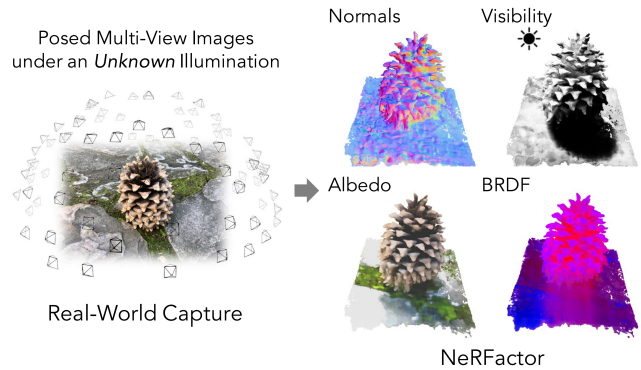 Posed Multi-View Images
under an Unknown Illumination
Real-World Capture
Normals
Visibility
Albedo
BRDF
NeRFactor